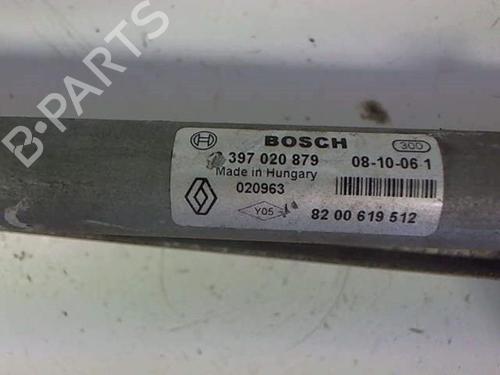 BOSCH
300
397 020 879
08-10-06 1
Made in Hungary
020963
Y05
82 00 619 512
B-PARTS